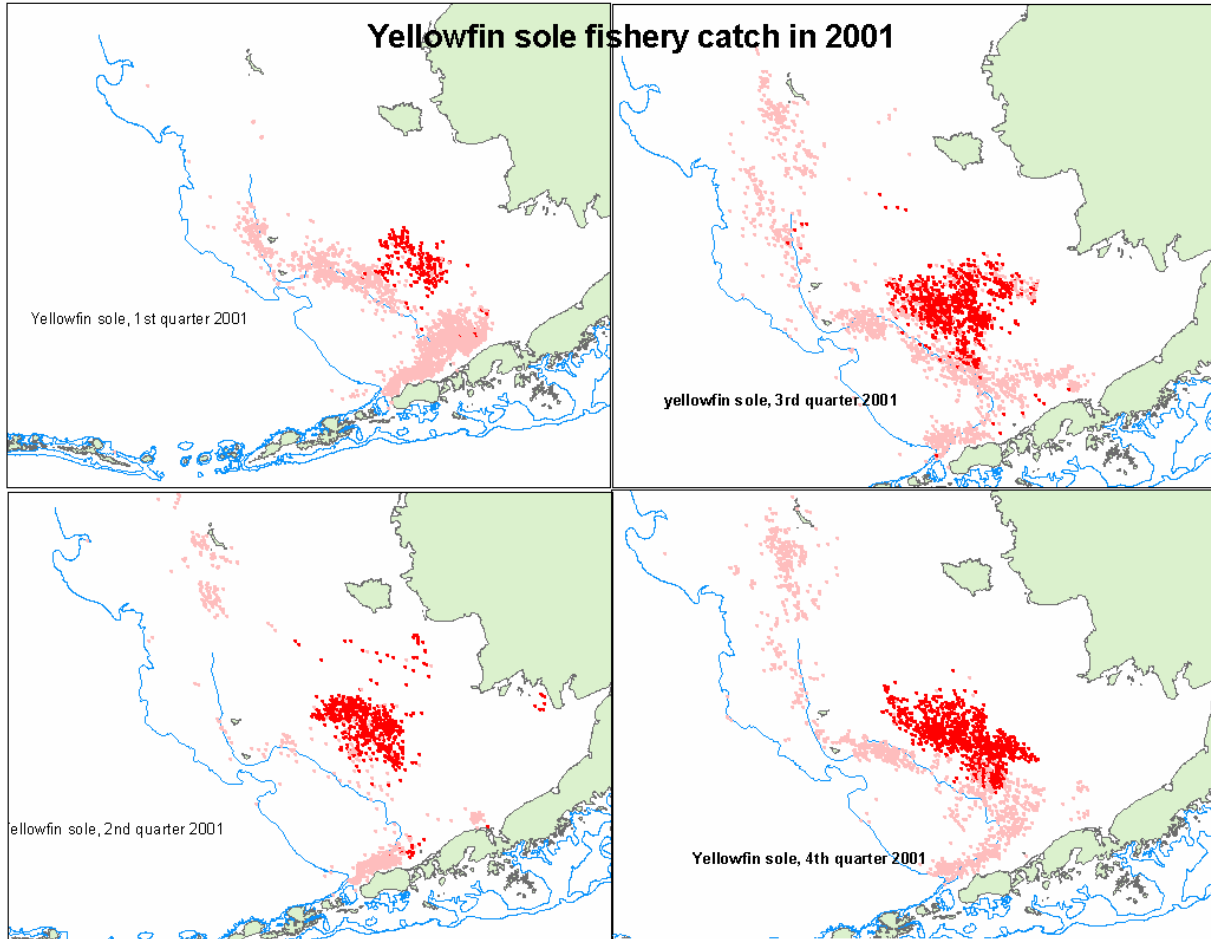 Yellowfin sole fishery catch in 2001
Yellowfin sole, 1st quarter 2001
yellowfin sole, 3rd quarter 2001
ellowfin sole, 2nd quarter 2001
Yellowfin sole, 4th quarter 2001